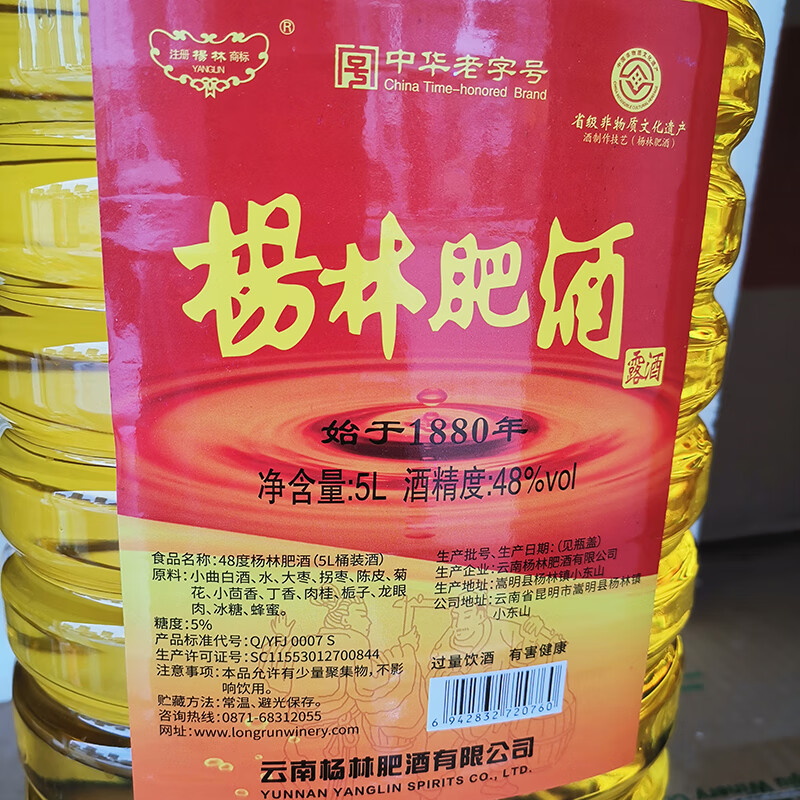 注册 楊林 商标
YANGLIN
®
中华老字号
China Time-honored Brand
省级非物质文化遗产
酒制作技艺(杨林肥酒)
杨林肥酒
露酒
始于1880年
净含量:5L 酒精度:48%vol
食品名称:48度杨林肥酒(5L桶装酒)
原料:小曲白酒、水、大枣、拐枣、陈皮、菊
花、小茴香、丁香、肉桂、栀子、龙眼
肉、冰糖、蜂蜜。
糖度:5%
产品标准代号:Q/YFJ 0007 S
生产许可证号:SC11553012700844
注意事项:本品允许有少量聚集物,不影
响饮用。
贮藏方法:常温、避光保存。
咨询热线:0871-68312055
网址:www.longrunwinery.com
生产批号、生产日期:(见瓶盖)
生产企业:云南杨林肥酒有限公司
生产地址:嵩明县杨林镇小东山
公司地址:云南省昆明市嵩明县杨林镇
小东山
过量饮酒 有害健康
6 942832 720760
云南杨林肥酒有限公司
YUNNAN YANGLIN SPIRITS CO., LTD.